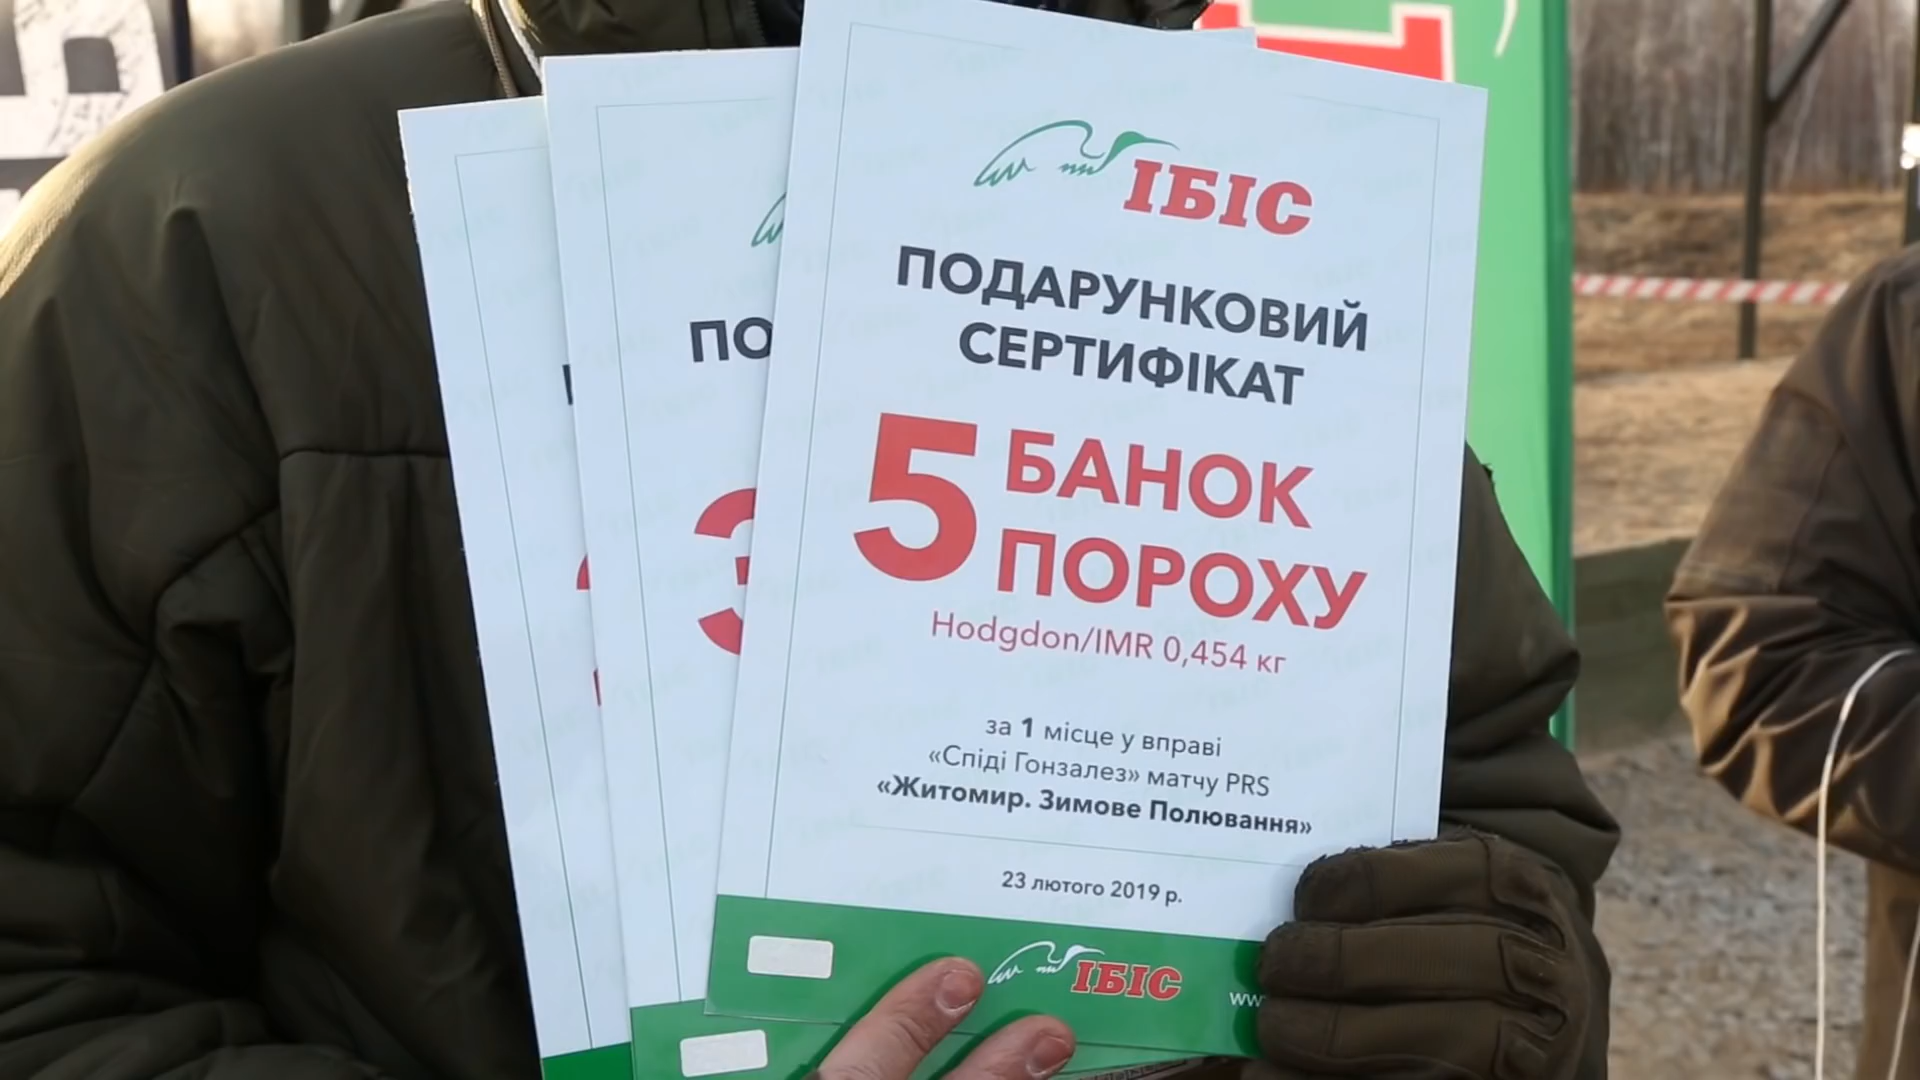 ІБІС
ПОДАРУНКОВИЙ
СЕРТИФІКАТ
5 БАНОК
ПОРОХУ
Hodgdon/IMR 0,454 кг
за 1 місце у вправі
«Спіді Гонзалез» матчу PRS
«Житомир. Зимове Полювання»
23 лютого 2019 р.
ІБІС
ПО
3